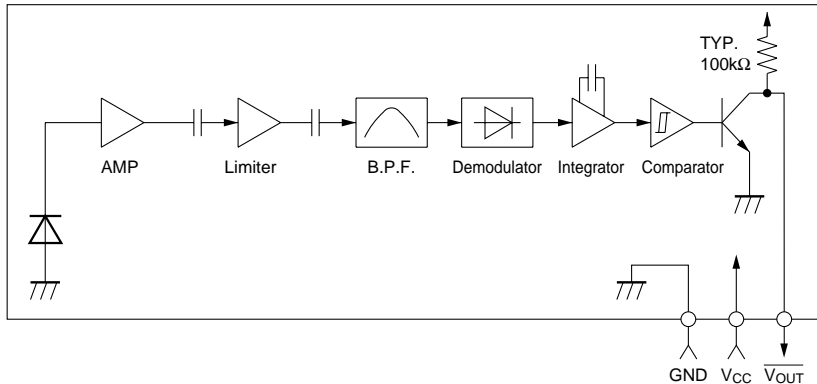 TYP.
100kΩ
AMP
Limiter
B.P.F.
Demodulator
Integrator
Comparator
GND
VCC
VOUT